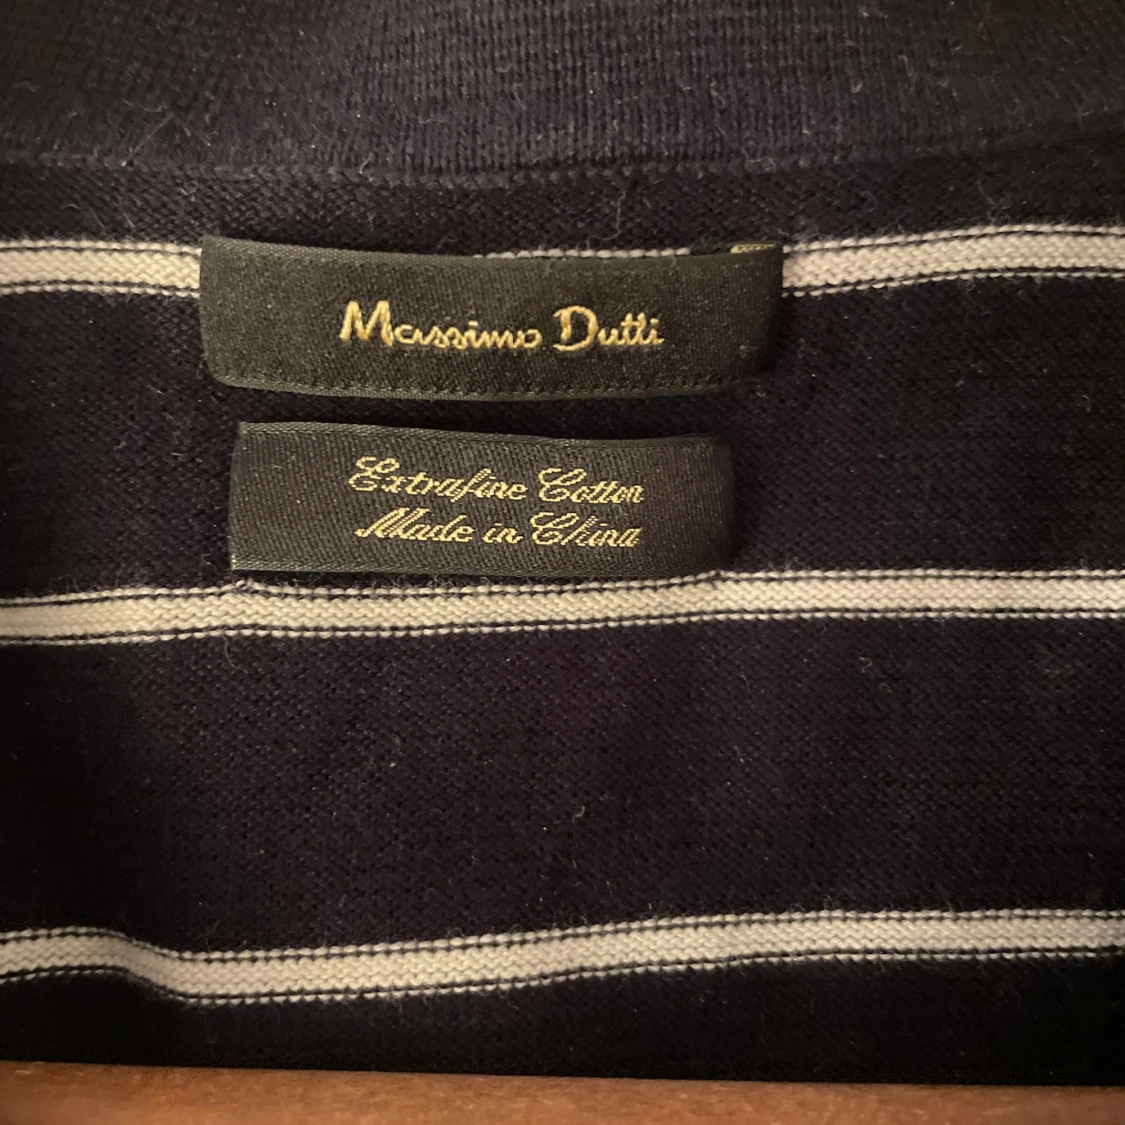 Massimo Dutti
Extrafine Cotton
Made in China